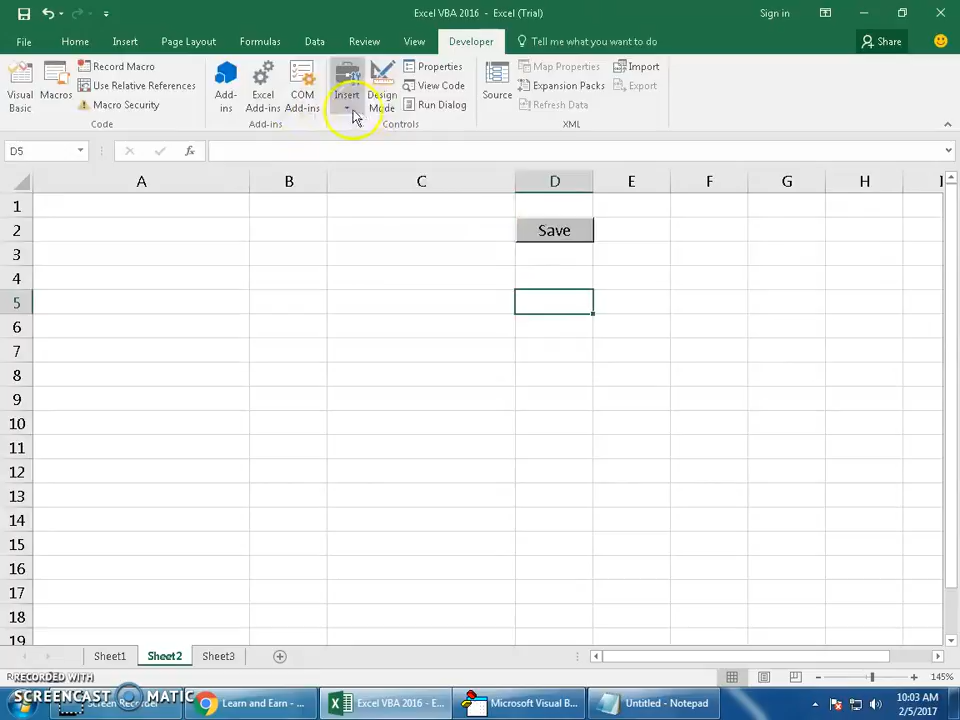 Excel VBA 2016 - Excel (Trial)
Sign in
File Home Insert Page Layout Formulas Data Review View Developer Tell me what you want to do Share
Visual Basic
Macros
Record Macro
Use Relative References
Macro Security
Code
Add-ins
Excel Add-ins
COM Add-ins
Add-ins
Insert
Design Mode
Properties
View Code
Run Dialog
Controls
Source
Map Properties
Expansion Packs
Refresh Data
Import
Export
XML
D5
fx
A B C D E F G H I
1
2 Save
3
4
5
6
7
8
9
10
11
12
13
14
15
16
17
18
19
Sheet1 Sheet2 Sheet3
145%
RECORDED WITH
SCREENCAST MATIC
Screen Recorder
Learn and Earn - ...
Excel VBA 2016 - E...
Microsoft Visual B...
Untitled - Notepad
10:03 AM
2/5/2017